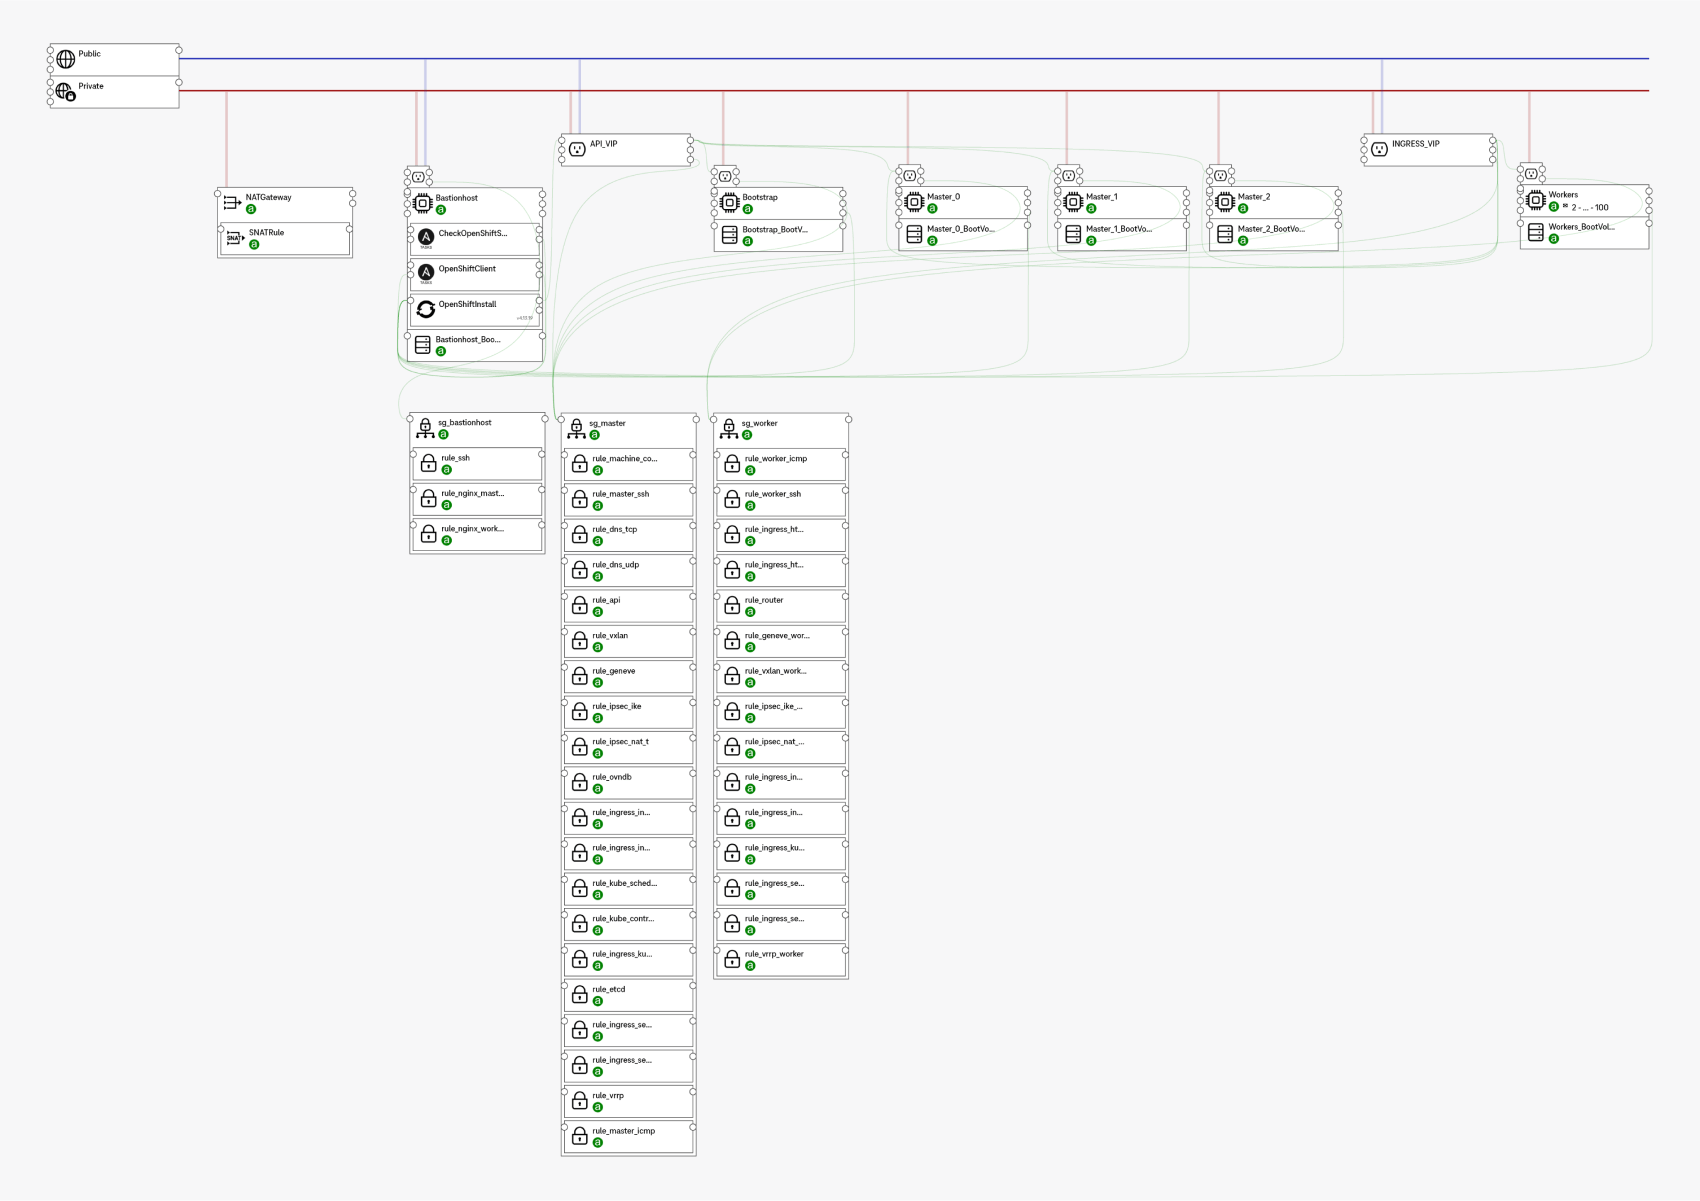 Public
Private
API_VIP
INGRESS_VIP
NATGateway
a
SNAT
SNATRule
a
Bastionhost
a
CheckOpenShiftS...
TASKS
OpenShiftClient
TASKS
OpenShiftInstall
Bastionhost_Boo...
a
Bootstrap
a
Bootstrap_BootV...
a
Master_0
a
Master_0_BootVo...
a
Master_1
a
Master_1_BootVo...
a
Master_2
a
Master_2_BootVo...
a
Workers
a 2 - ... - 100
Workers_BootVol...
a
sg_bastionhost
a
rule_ssh
a
rule_nginx_mast...
a
rule_nginx_work...
a
sg_master
a
rule_machine_co...
a
rule_master_ssh
a
rule_dns_tcp
a
rule_dns_udp
a
rule_api
a
rule_vxlan
a
rule_geneve
a
rule_ipsec_ike
a
rule_ipsec_nat_t
a
rule_ovndb
a
rule_ingress_in...
a
rule_ingress_in...
a
rule_kube_sched...
a
rule_kube_contr...
a
rule_ingress_ku...
a
rule_etcd
a
rule_ingress_se...
a
rule_ingress_se...
a
rule_vrrp
a
rule_master_icmp
a
sg_worker
a
rule_worker_icmp
a
rule_worker_ssh
a
rule_ingress_ht...
a
rule_ingress_ht...
a
rule_router
a
rule_geneve_wor...
a
rule_vxlan_work...
a
rule_ipsec_ike_...
a
rule_ipsec_nat_...
a
rule_ingress_in...
a
rule_ingress_in...
a
rule_ingress_ku...
a
rule_ingress_se...
a
rule_ingress_se...
a
rule_vrrp_worker
a